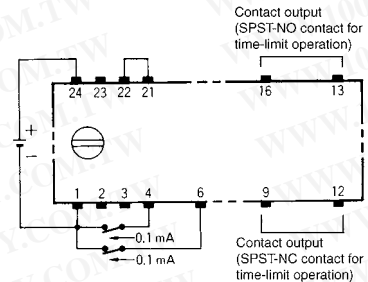 Contact output
(SPST-NO contact for
time-limit operation)
24 23 22 21 16 13
+
−
1 2 3 4 6 9 12
0.1 mA
0.1 mA
Contact output
(SPST-NC contact for
time-limit operation)